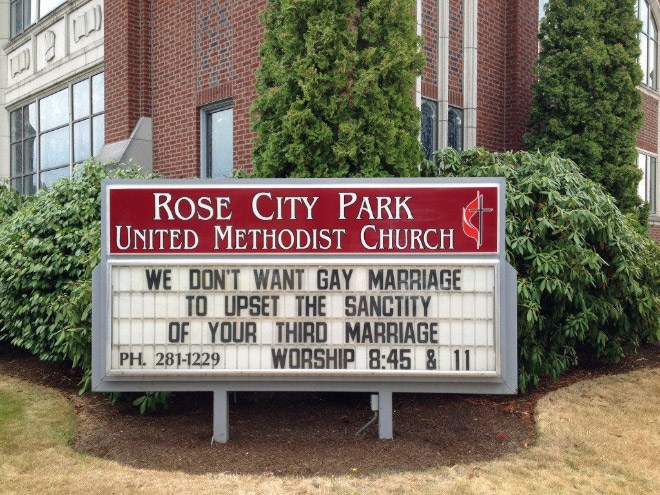 ROSE CITY PARK
UNITED METHODIST CHURCH
WE DON'T WANT GAY MARRIAGE
TO UPSET THE SANCTITY
OF YOUR THIRD MARRIAGE
PH. 281-1229 WORSHIP 8:45 & 11